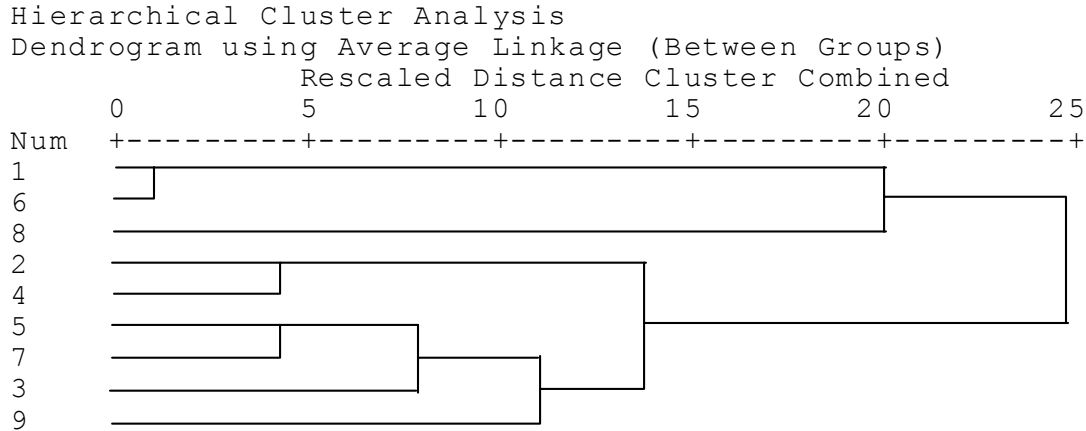 Hierarchical Cluster Analysis
Dendrogram using Average Linkage (Between Groups)
Rescaled Distance Cluster Combined
0 5 10 15 20 25
Num +---------+---------+---------+---------+---------+
1
6
8
2
4
5
7
3
9